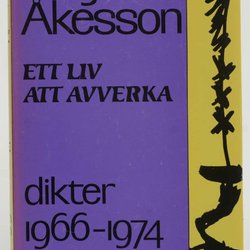 Åkesson
ETT LIV
ATT AVVERKA
dikter
1966-1974